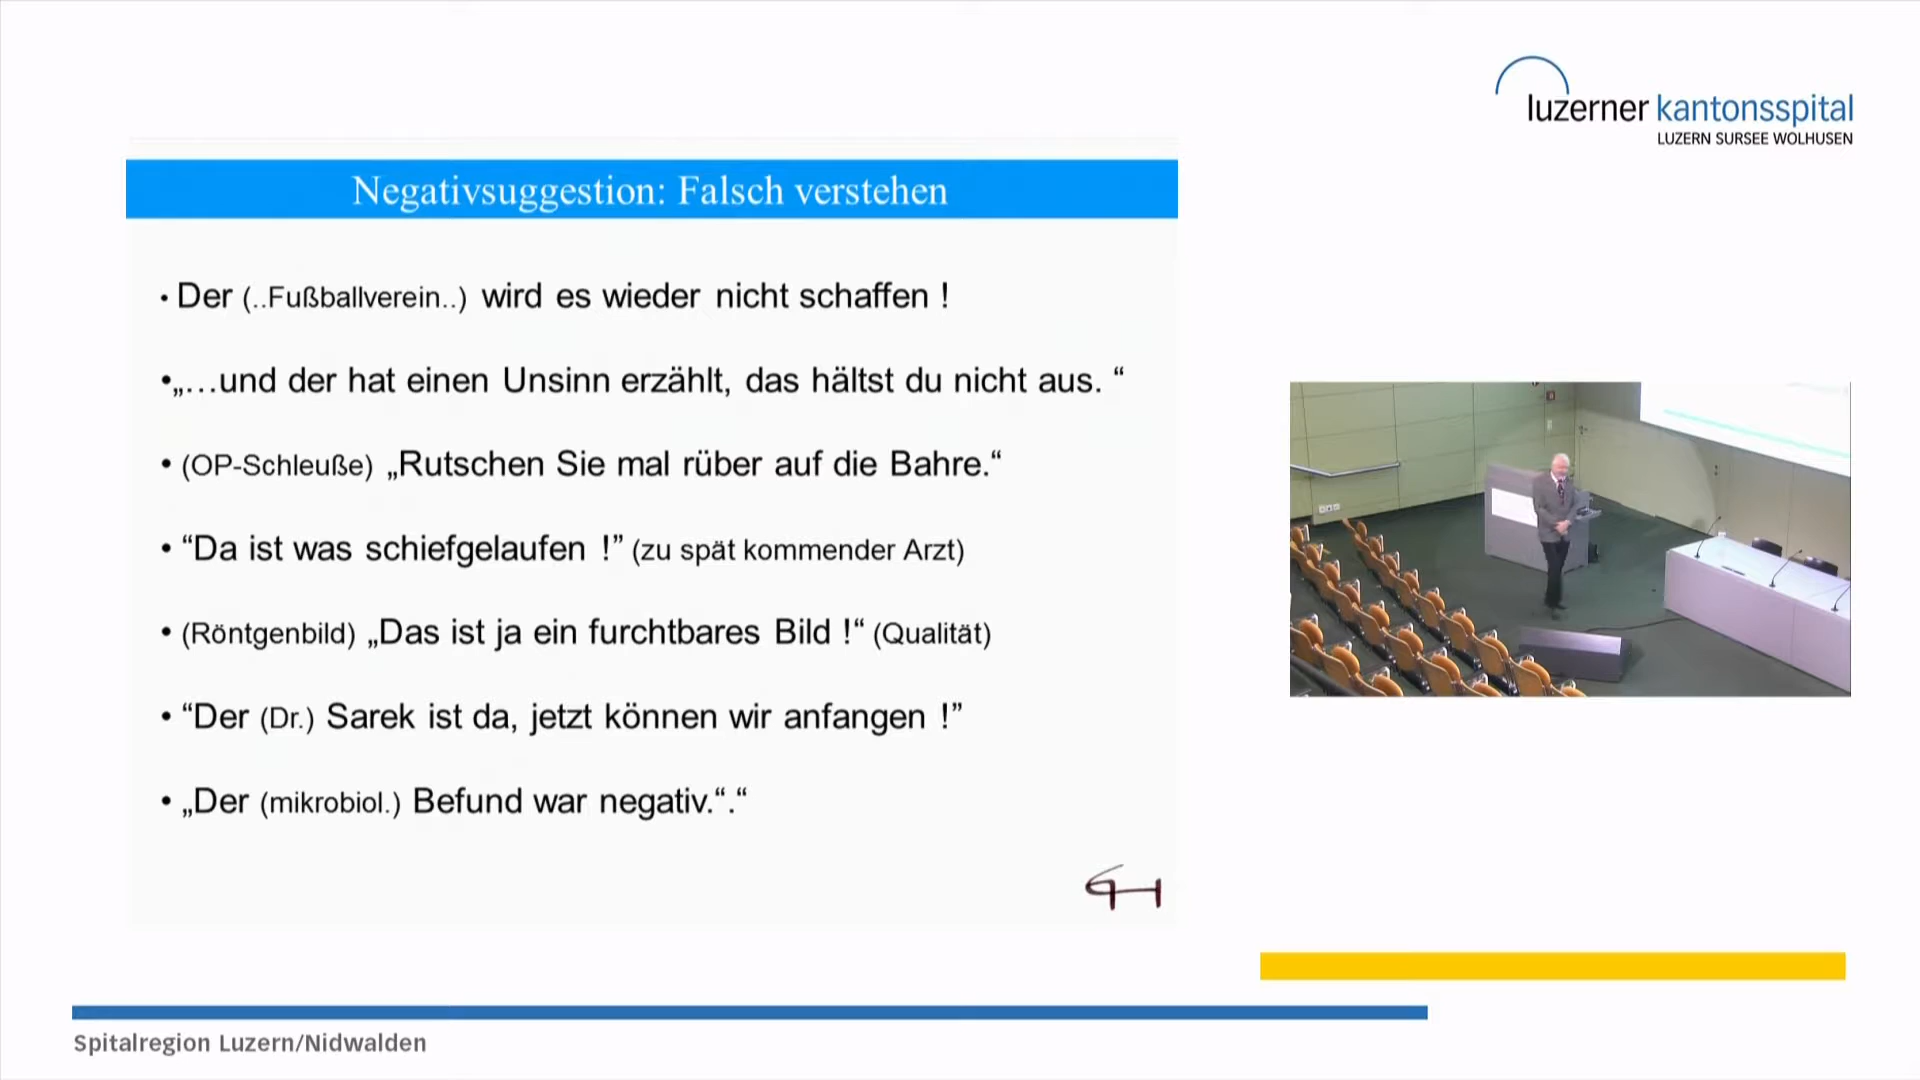 luzerner kantonsspital
LUZERN SURSEE WOLHUSEN
Negativsuggestion: Falsch verstehen
• Der (..Fußballverein..) wird es wieder nicht schaffen !
•„…und der hat einen Unsinn erzählt, das hältst du nicht aus. “
• (OP-Schleuße) „Rutschen Sie mal rüber auf die Bahre.“
• “Da ist was schiefgelaufen !” (zu spät kommender Arzt)
• (Röntgenbild) „Das ist ja ein furchtbares Bild !“ (Qualität)
• “Der (Dr.) Sarek ist da, jetzt können wir anfangen !”
• „Der (mikrobiol.) Befund war negativ.“.“
Spitalregion Luzern/Nidwalden